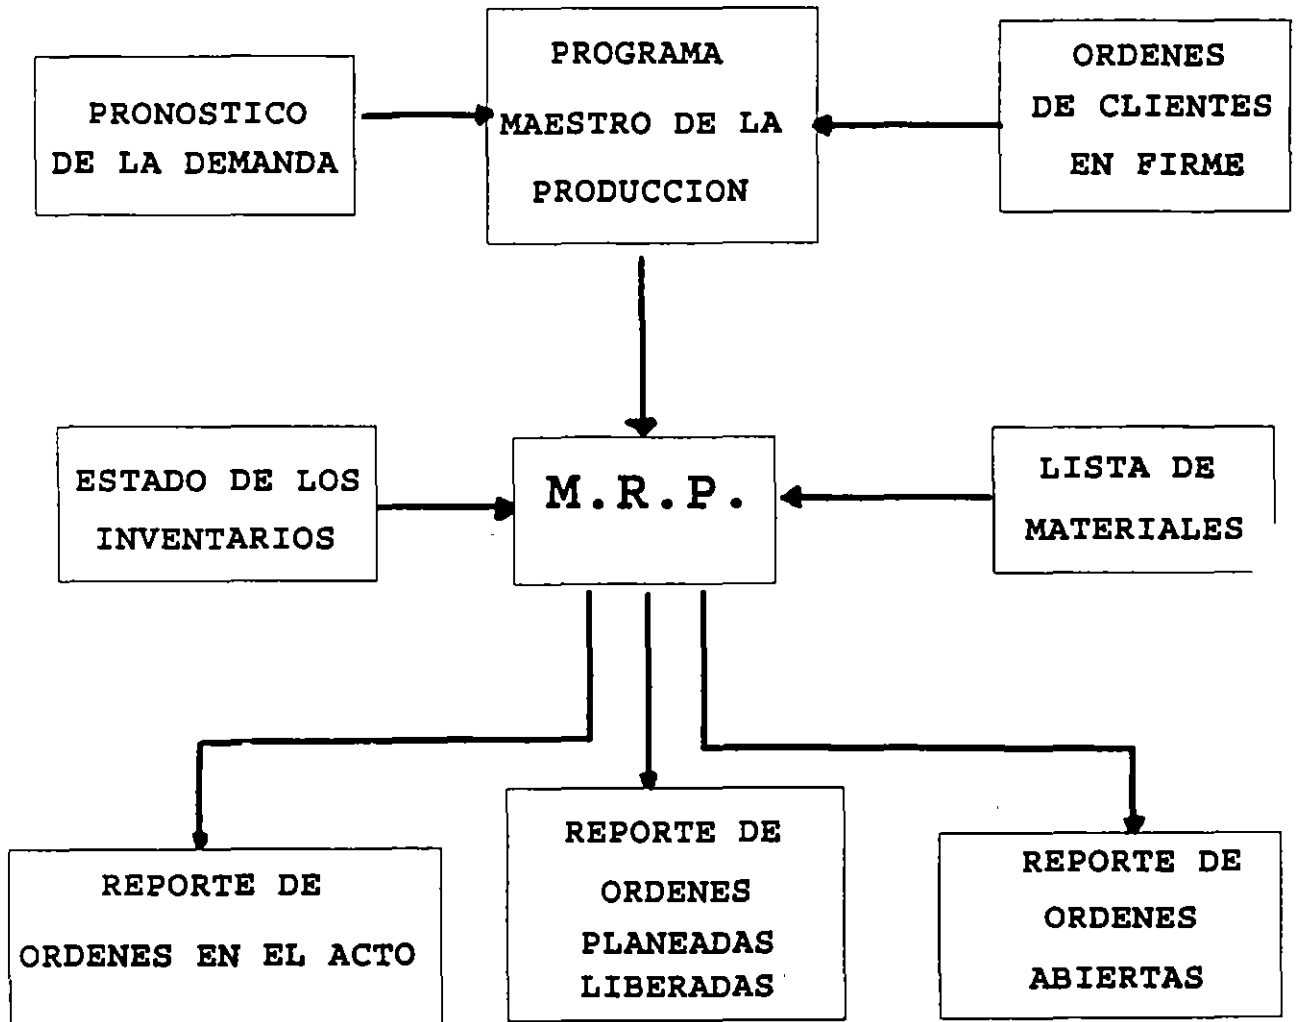 PRONOSTICO
DE LA DEMANDA
PROGRAMA
MAESTRO DE LA
PRODUCCION
ORDENES
DE CLIENTES
EN FIRME
ESTADO DE LOS
INVENTARIOS
M.R.P.
LISTA DE
MATERIALES
REPORTE DE
ORDENES EN EL ACTO
REPORTE DE
ORDENES
PLANEADAS
LIBERADAS
REPORTE DE
ORDENES
ABIERTAS